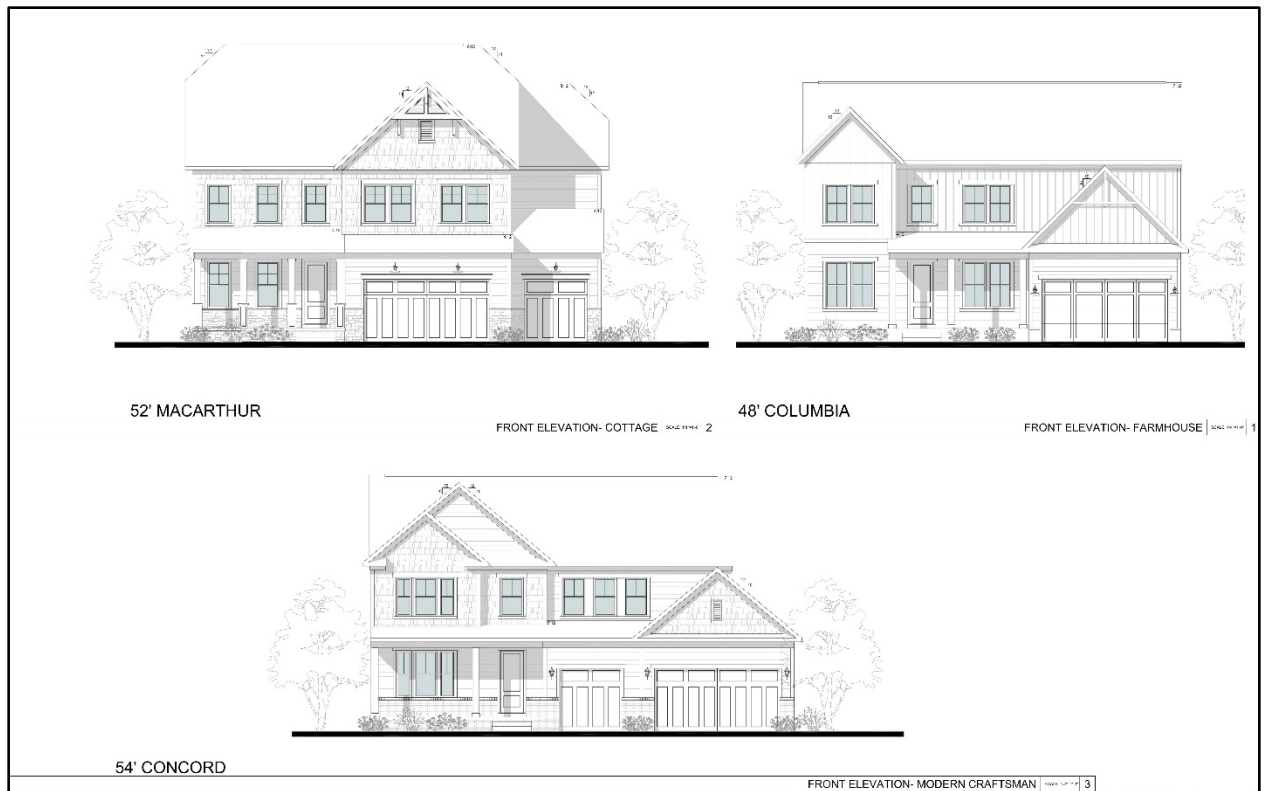 52' MACARTHUR
FRONT ELEVATION- COTTAGE
2
48' COLUMBIA
FRONT ELEVATION- FARMHOUSE
1
54' CONCORD
FRONT ELEVATION- MODERN CRAFTSMAN
3